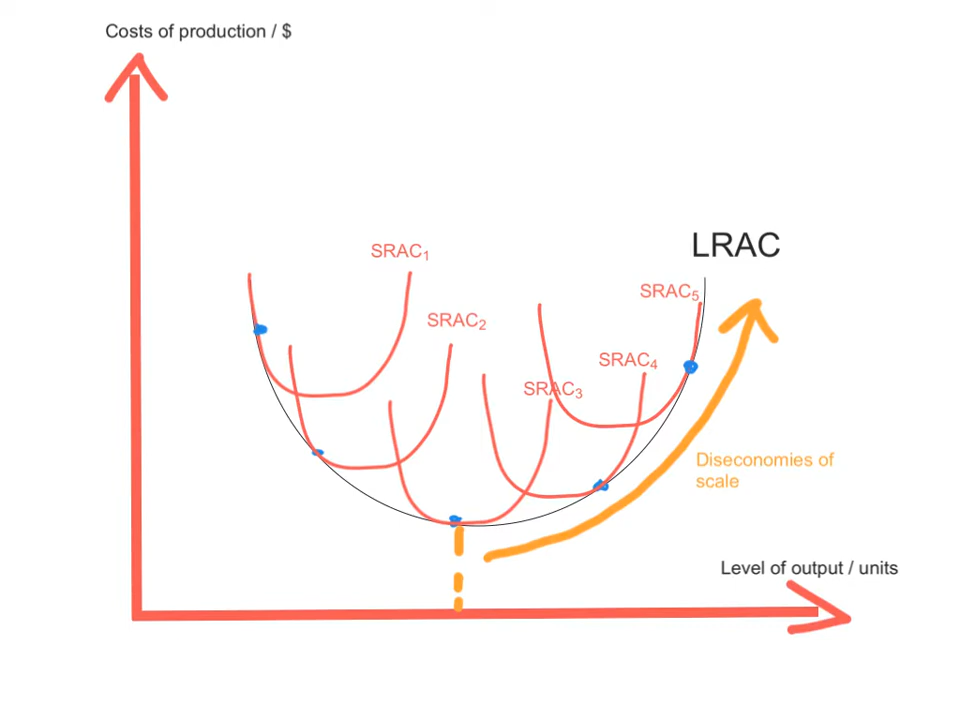 Costs of production / $
LRAC
SRAC₁
SRAC₅
SRAC₂
SRAC₄
SRAC₃
Diseconomies of
scale
Level of output / units